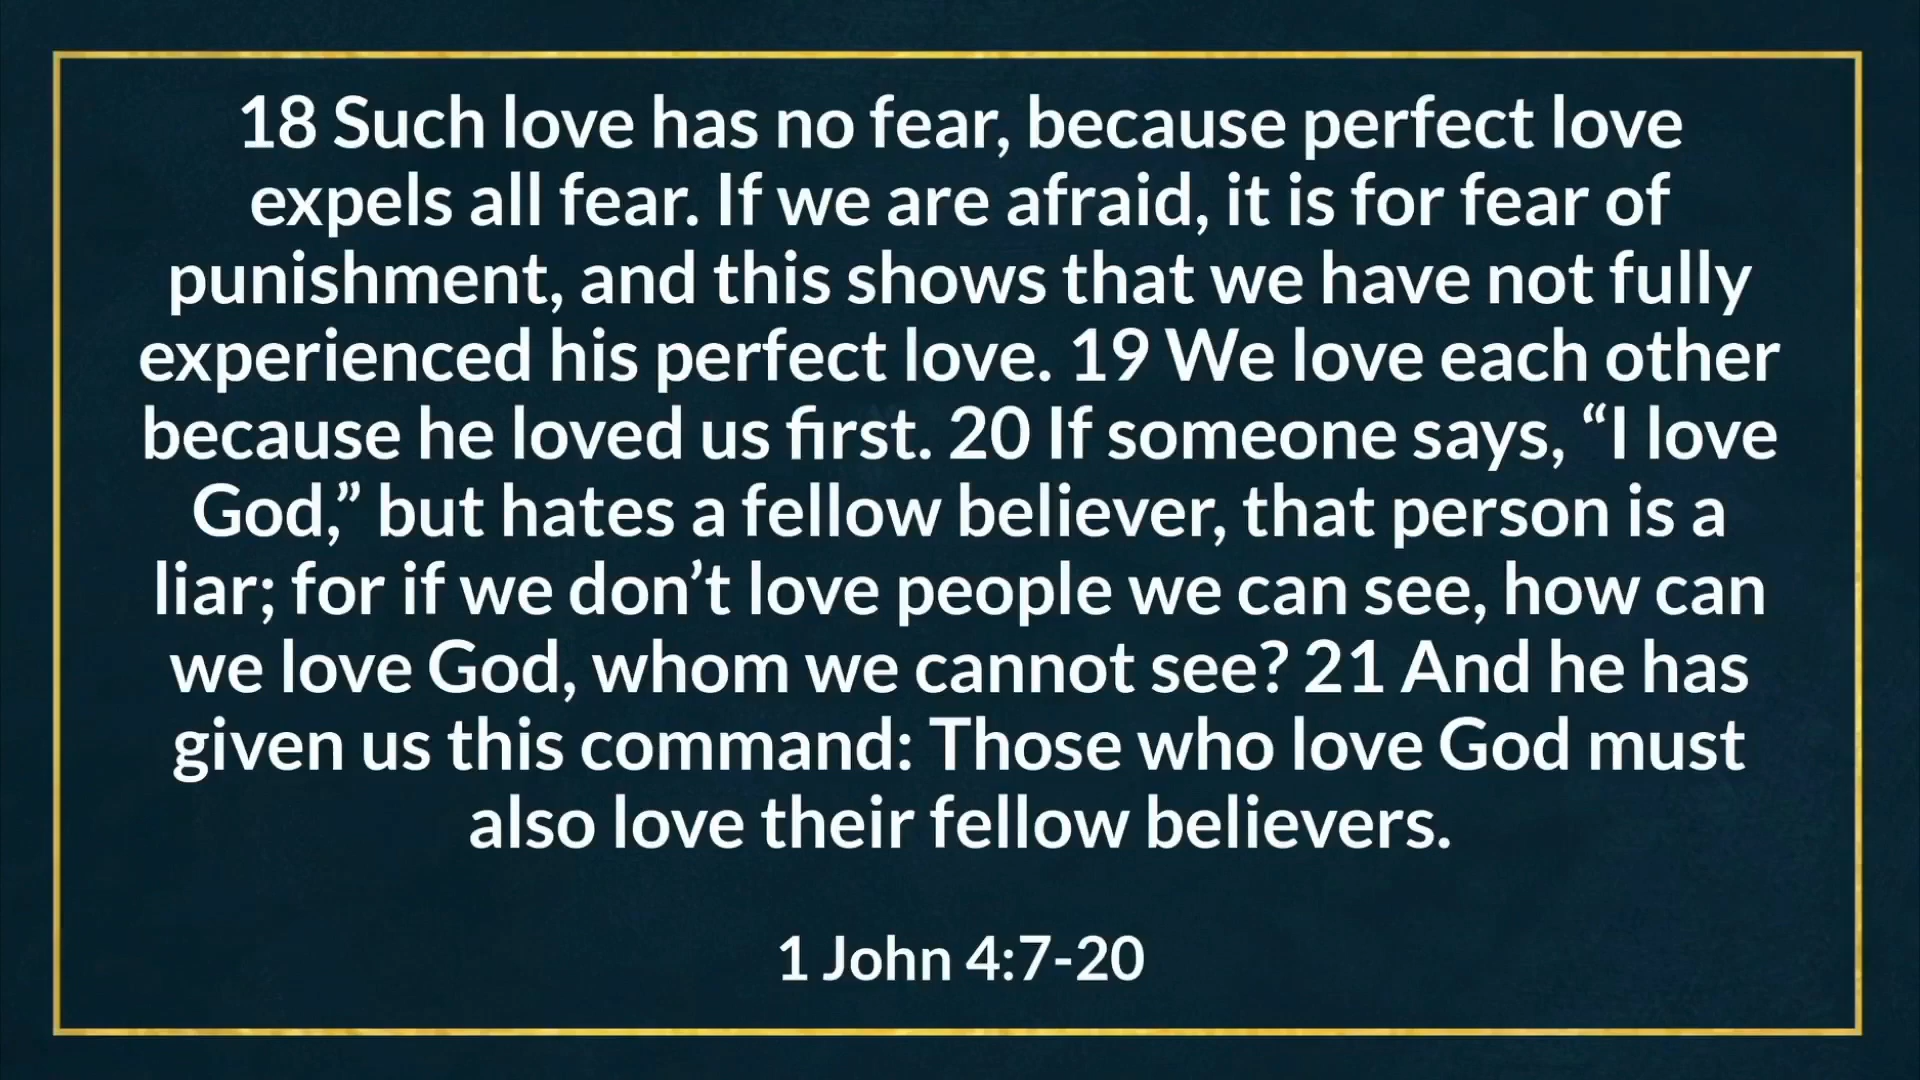 18 Such love has no fear, because perfect love
expels all fear. If we are afraid, it is for fear of
punishment, and this shows that we have not fully
experienced his perfect love. 19 We love each other
because he loved us first. 20 If someone says, “I love
God,” but hates a fellow believer, that person is a
liar; for if we don’t love people we can see, how can
we love God, whom we cannot see? 21 And he has
given us this command: Those who love God must
also love their fellow believers.
1 John 4:7-20